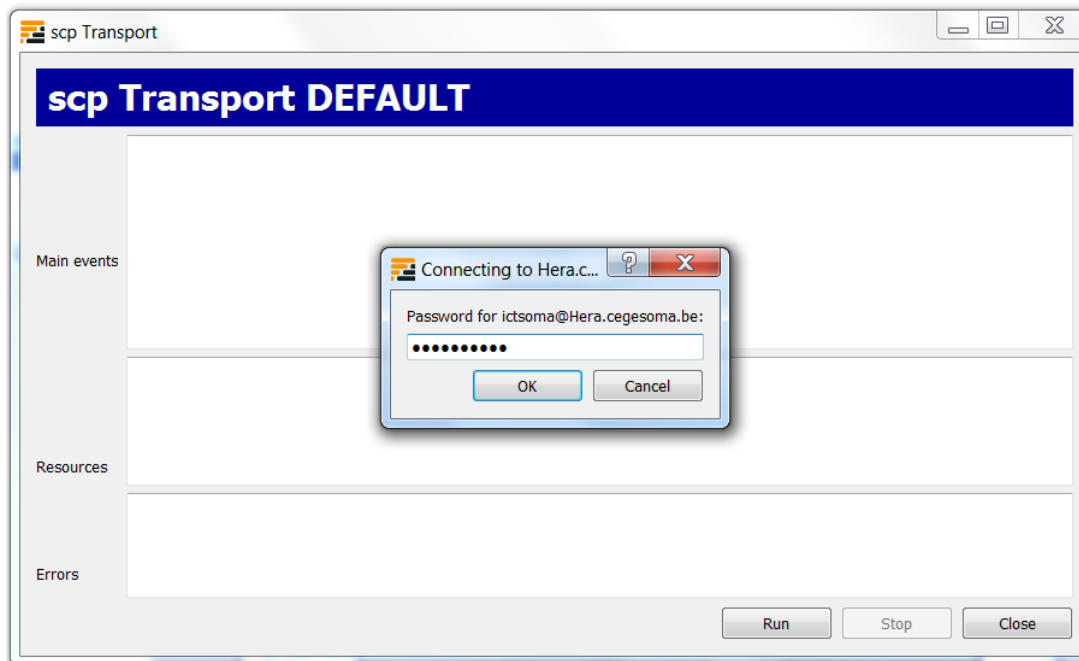 scp Transport
scp Transport DEFAULT
Main events
Connecting to Hera.c...
Password for ictsoma@Hera.cegesoma.be:
••••••••••
OK
Cancel
Resources
Errors
Run
Stop
Close